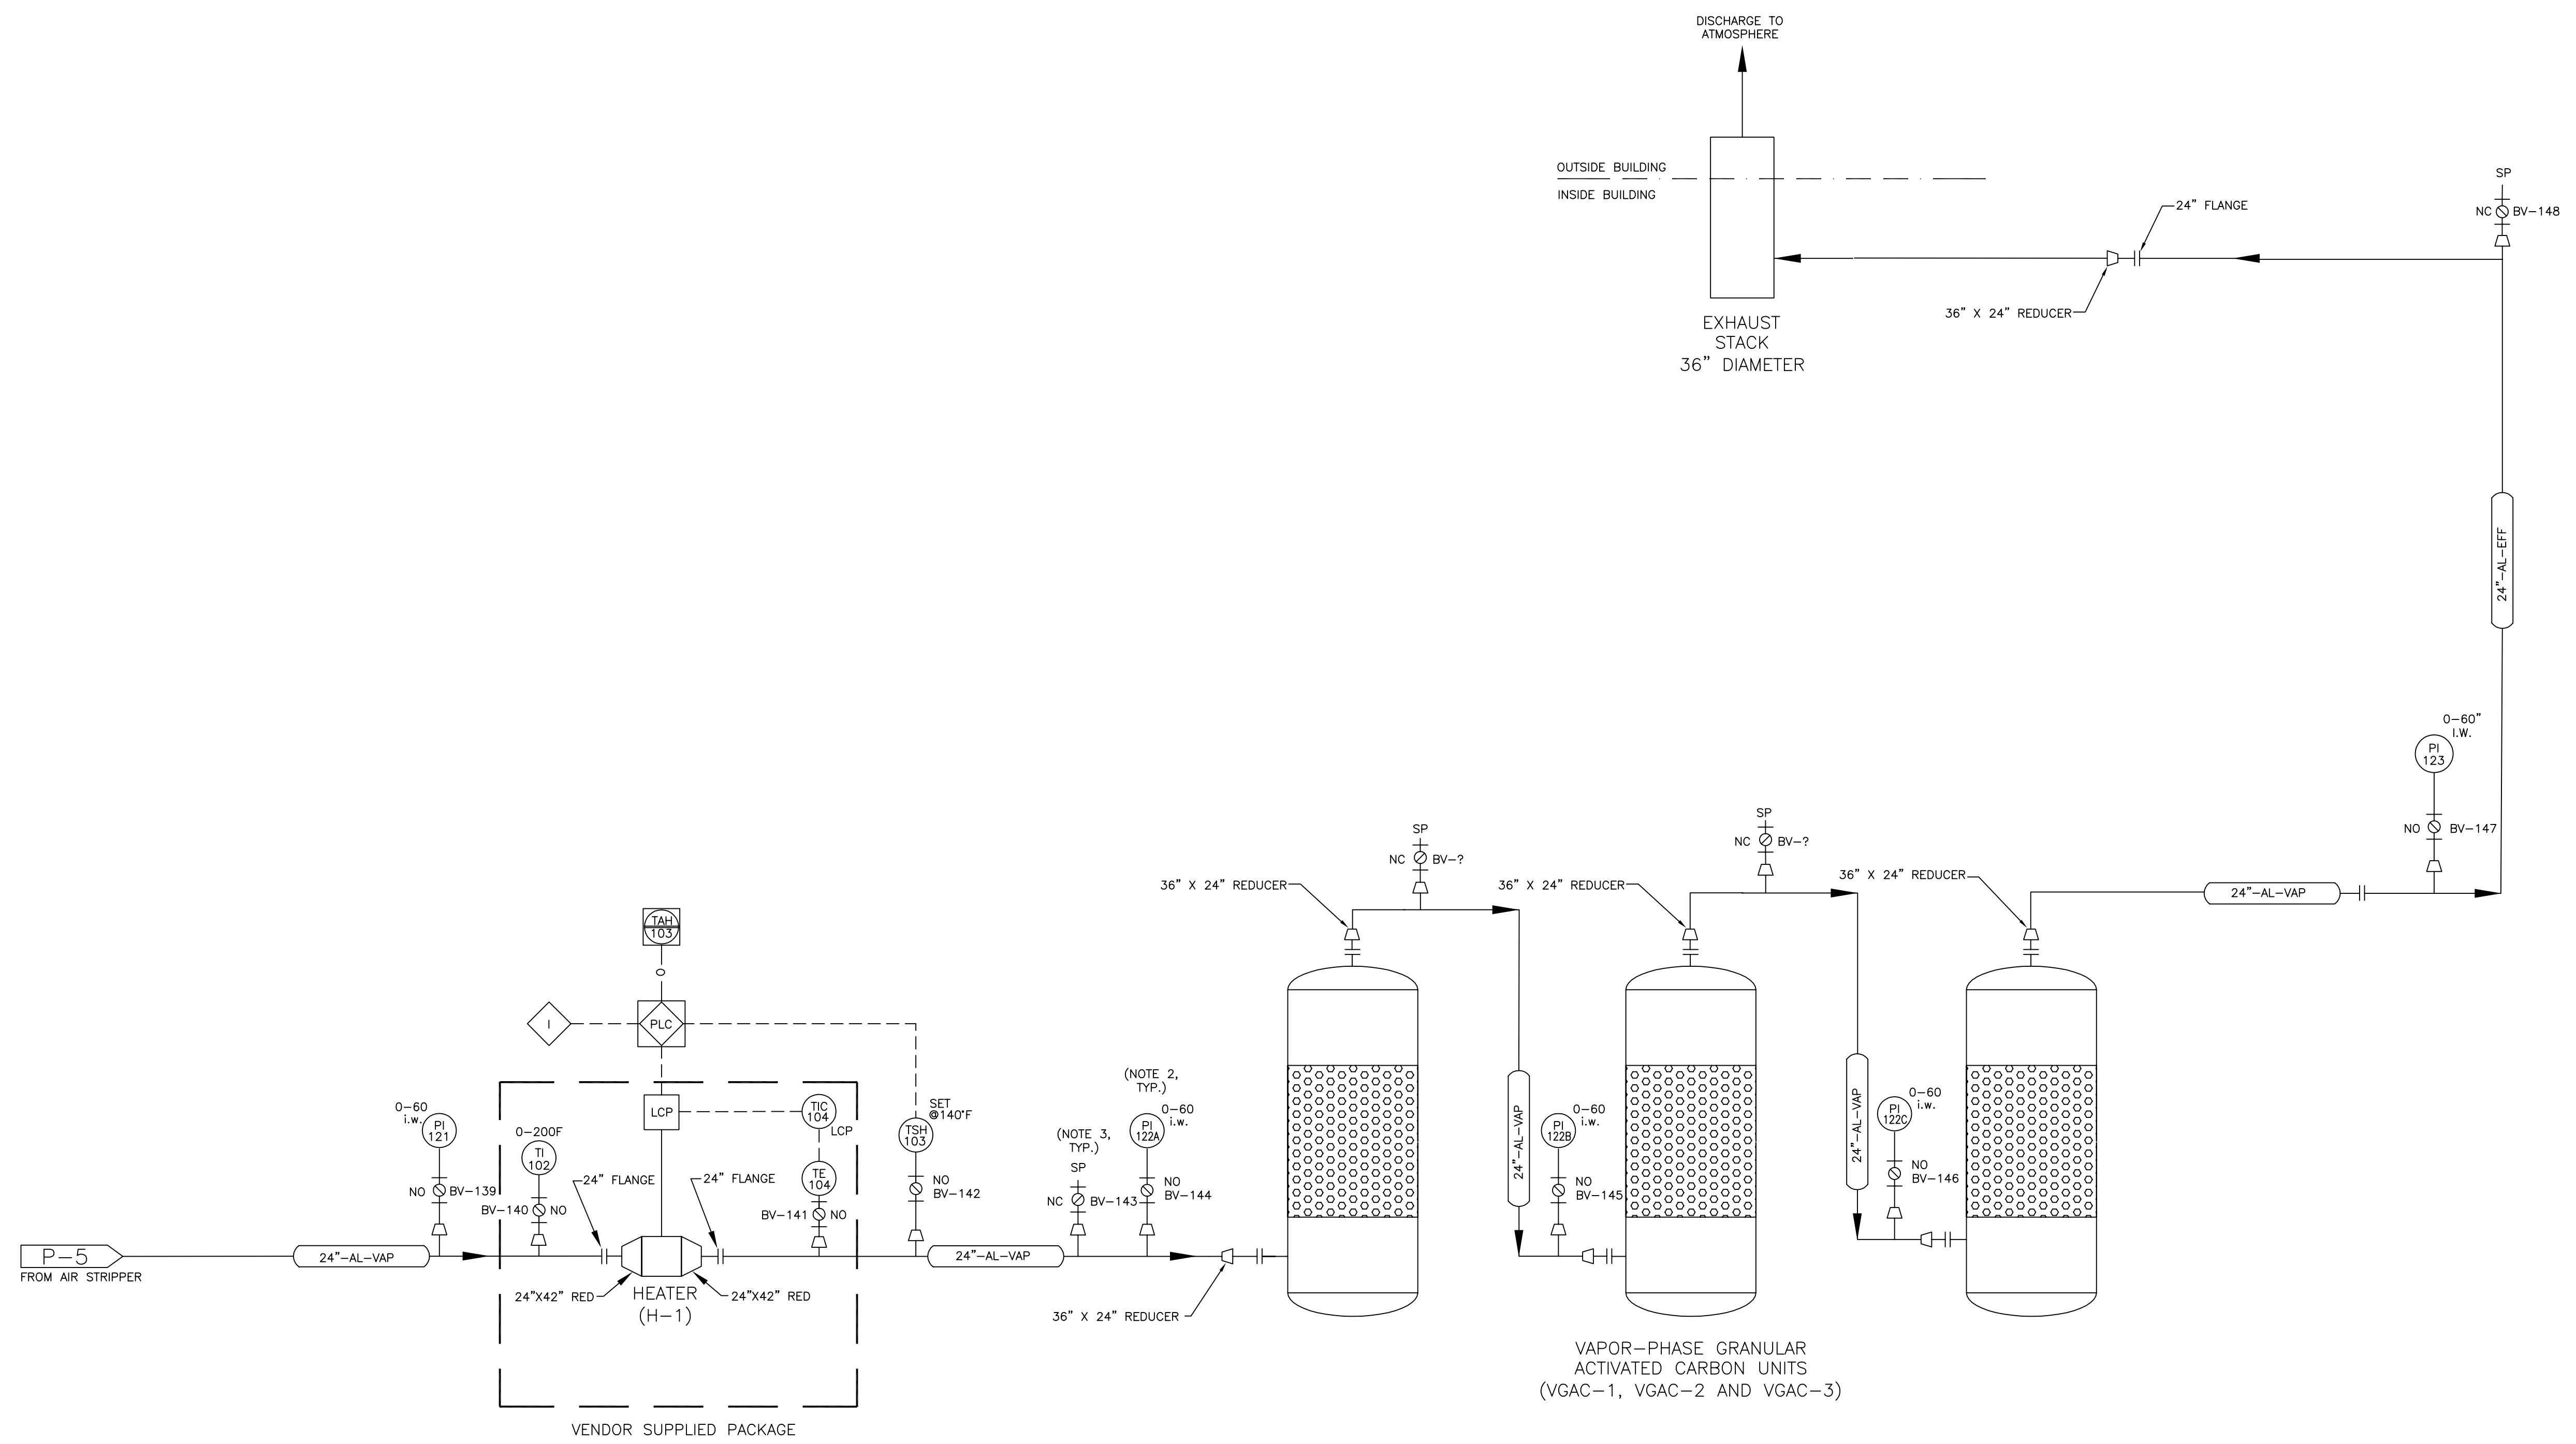 DISCHARGE TO
ATMOSPHERE
OUTSIDE BUILDING
INSIDE BUILDING
SP
NC BV-148
24" FLANGE
36" X 24" REDUCER
EXHAUST
STACK
36" DIAMETER
24"-AL-EFF
0-60"
I.W.
PI
123
NO BV-147
24"-AL-VAP
SP
NC BV-?
SP
NC BV-?
36" X 24" REDUCER
36" X 24" REDUCER
36" X 24" REDUCER
TAH
103
O
I
PLC
LCP
TIC
104
LCP
TE
104
BV-141 NO
SET
@140°F
TSH
103
NO
BV-142
0-60
i.w.
PI
121
NO BV-139
0-200F
TI
102
BV-140 NO
24" FLANGE
24" FLANGE
P-5
FROM AIR STRIPPER
24"-AL-VAP
24"X42" RED
HEATER
(H-1)
24"X42" RED
VENDOR SUPPLIED PACKAGE
24"-AL-VAP
(NOTE 3,
TYP.)
SP
NC BV-143
(NOTE 2,
TYP.)
0-60
i.w.
PI
122A
NO
BV-144
36" X 24" REDUCER
24"-AL-VAP
0-60
i.w.
PI
122B
NO
BV-145
24"-AL-VAP
0-60
i.w.
PI
122C
NO
BV-146
VAPOR-PHASE GRANULAR
ACTIVATED CARBON UNITS
(VGAC-1, VGAC-2 AND VGAC-3)